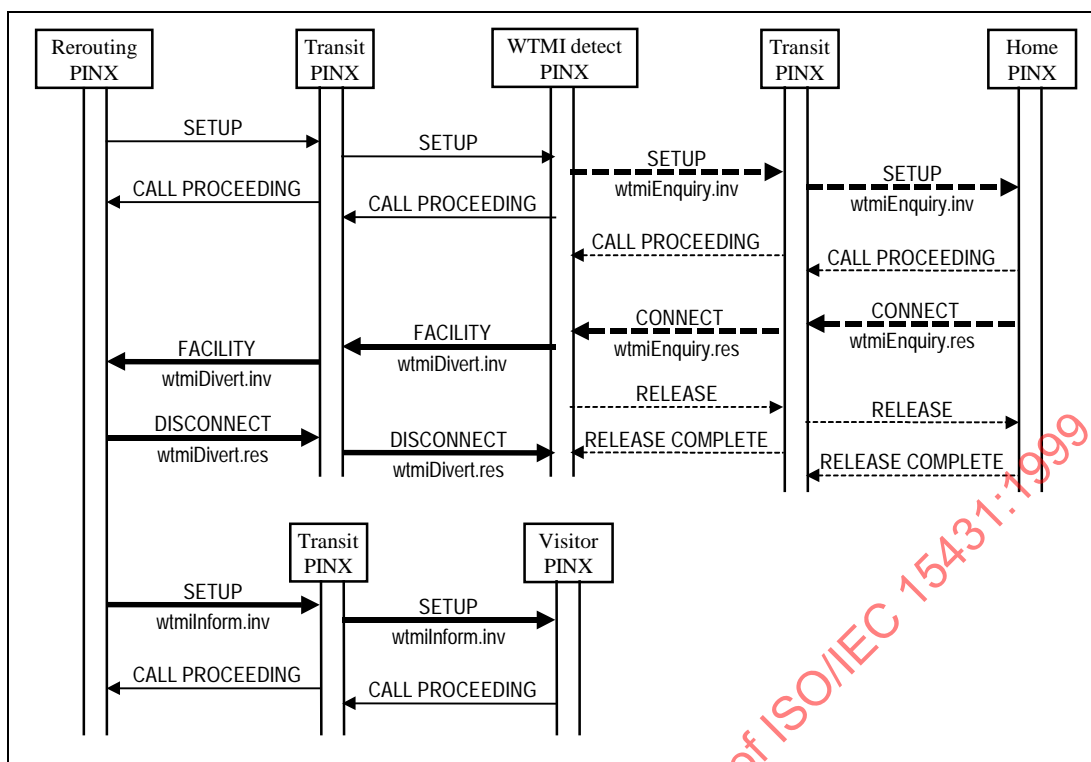 Rerouting
PINX
Transit
PINX
WTMI detect
PINX
Transit
PINX
Home
PINX
SETUP
SETUP
SETUP
wtmiEnquiry.inv
SETUP
wtmiEnquiry.inv
CALL PROCEEDING
CALL PROCEEDING
CALL PROCEEDING
CALL PROCEEDING
CONNECT
wtmiEnquiry.res
CONNECT
wtmiEnquiry.res
FACILITY
wtmiDivert.inv
FACILITY
wtmiDivert.inv
RELEASE
RELEASE
DISCONNECT
wtmiDivert.res
DISCONNECT
wtmiDivert.res
RELEASE COMPLETE
RELEASE COMPLETE
Transit
PINX
Visitor
PINX
SETUP
wtmiInform.inv
SETUP
wtmiInform.inv
CALL PROCEEDING
CALL PROCEEDING
of ISO/IEC 15431:1999